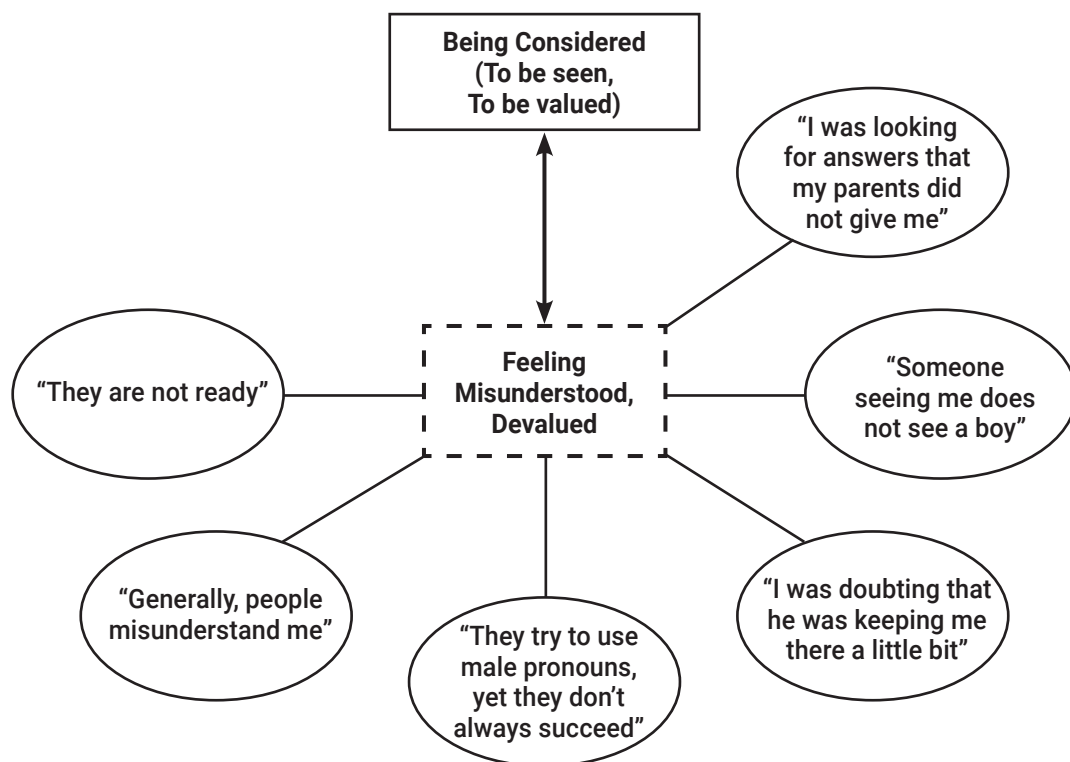 Being Considered
(To be seen,
To be valued)
“I was looking
for answers that
my parents did
not give me”
Feeling
Misunderstood,
Devalued
“They are not ready”
“Someone
seeing me does
not see a boy”
“Generally, people
misunderstand me”
“They try to use
male pronouns,
yet they don’t
always succeed”
“I was doubting that
he was keeping me
there a little bit”